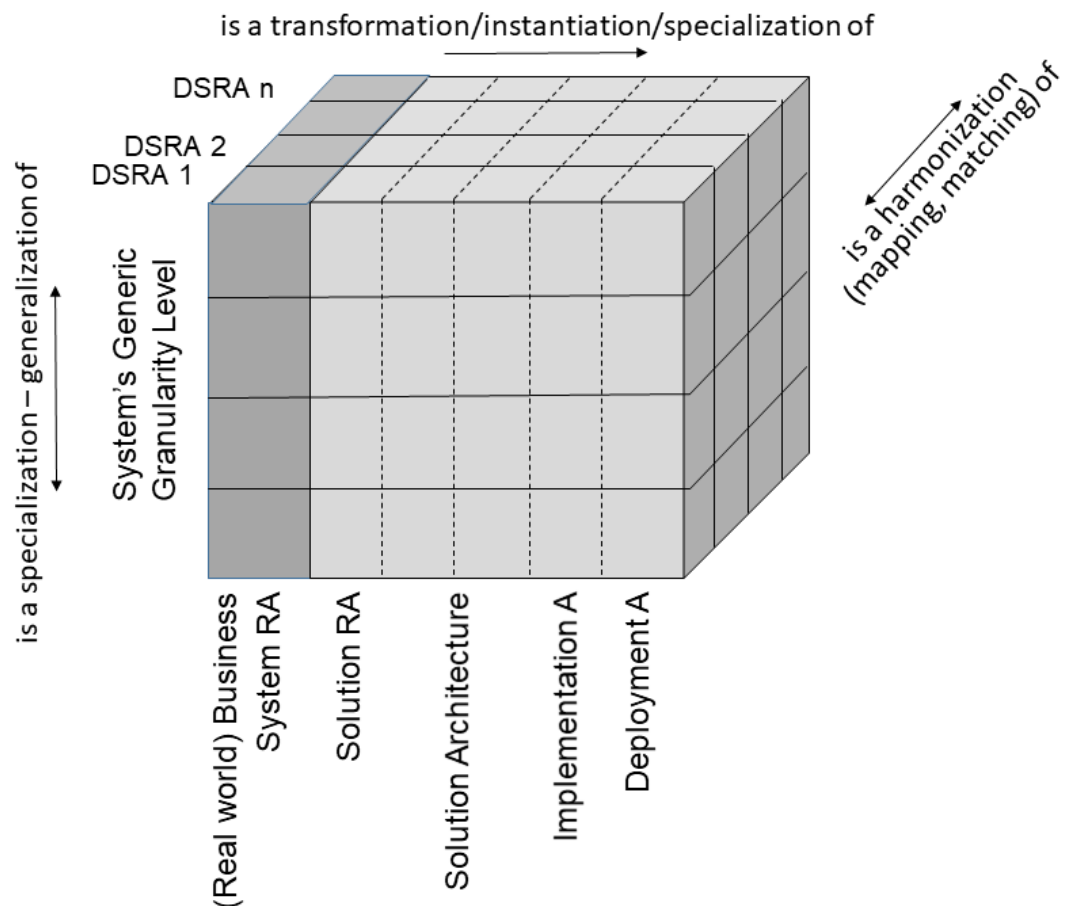 is a transformation/instantiation/specialization of
DSRA n
DSRA 2
DSRA 1
is a harmonization
(mapping, matching) of
is a specialization – generalization of
System's Generic
Granularity Level
(Real world) Business
System RA
Solution RA
Solution Architecture
Implementation A
Deployment A